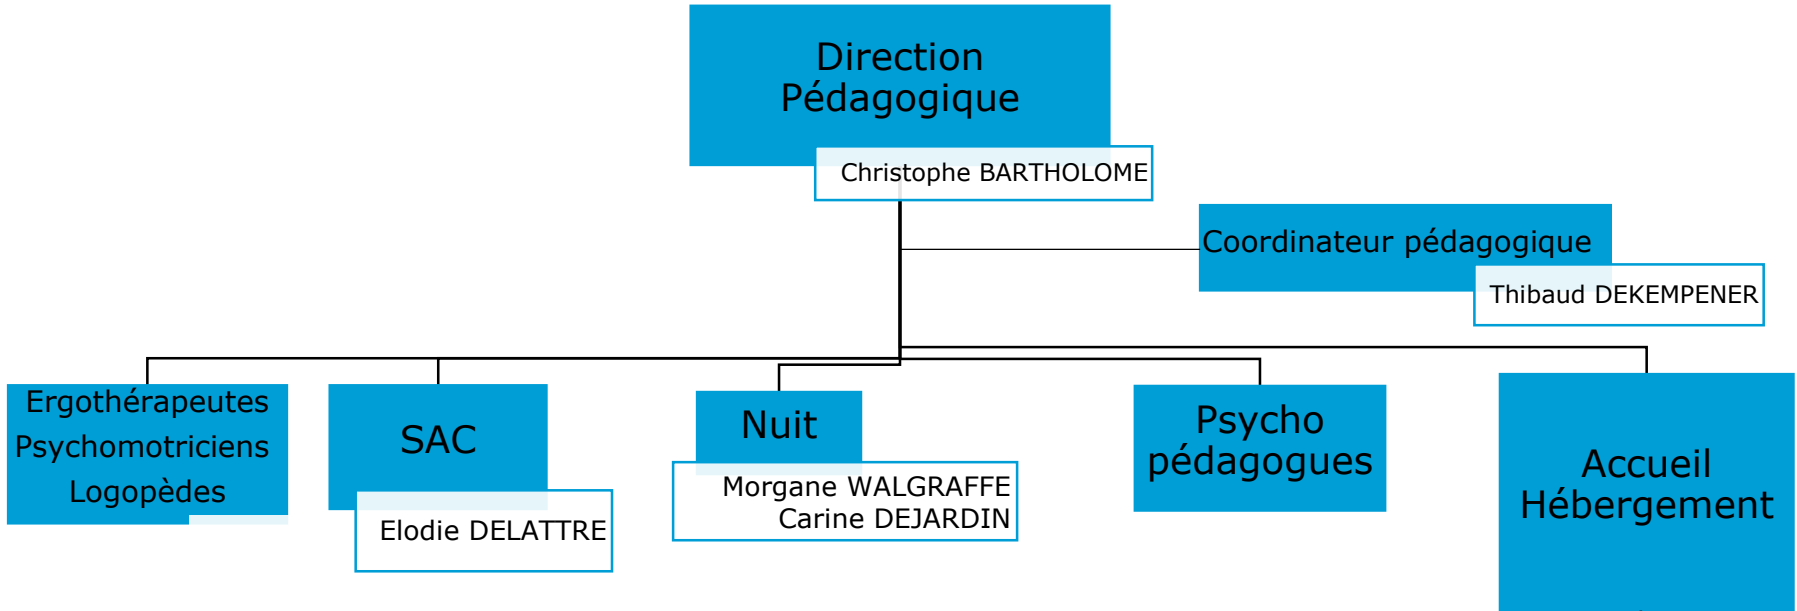 Direction
Pédagogique
Christophe BARTHOLOME
Coordinateur pédagogique
Thibaud DEKEMPENER
Ergothérapeutes
Psychomotriciens
Logopèdes
SAC
Elodie DELATTRE
Nuit
Morgane WALGRAFFE
Carine DEJARDIN
Psycho
pédagogues
Accueil
Hébergement